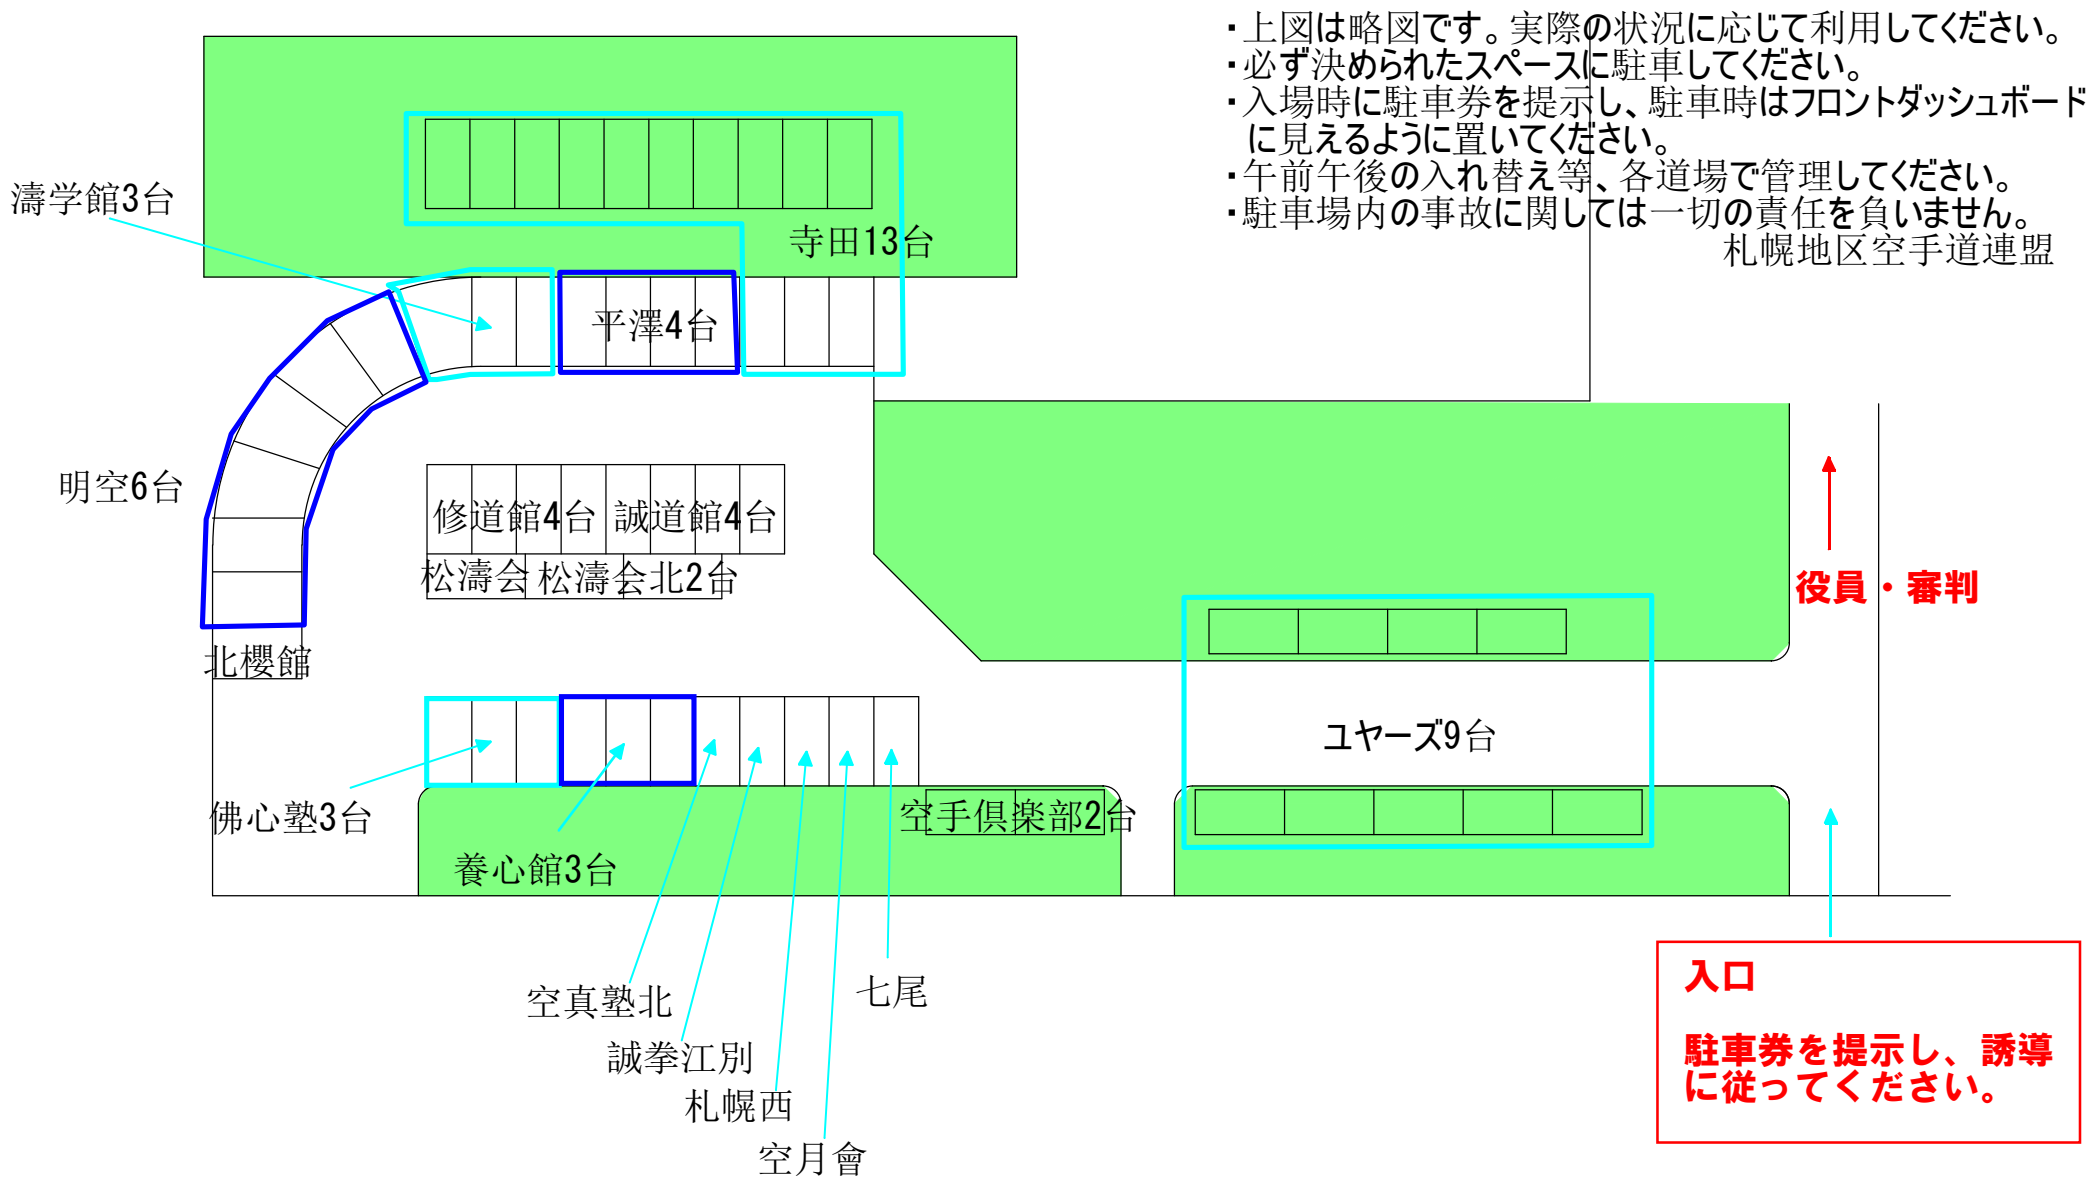 ・上図は略図です。実際の状況に応じて利用してください。
・必ず決められたスペースに駐車してください。
・入場時に駐車券を提示し、駐車時はフロントダッシュボード
に見えるように置いてください。
・午前午後の入れ替え等、各道場で管理してください。
・駐車場内の事故に関しては一切の責任を負いません。
札幌地区空手道連盟
濤学館3台
寺田13台
平澤4台
明空6台
修道館4台
誠道館4台
松濤会
松濤会北2台
役員・審判
北櫻館
ユヤーズ9台
佛心塾3台
空手倶楽部2台
養心館3台
空真塾北
七尾
誠拳江別
札幌西
空月會
入口
駐車券を提示し、誘導
に従ってください。